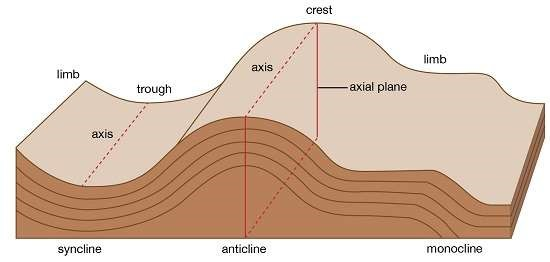 crest
limb
limb
axis
trough
axial plane
axis
syncline
anticline
monocline